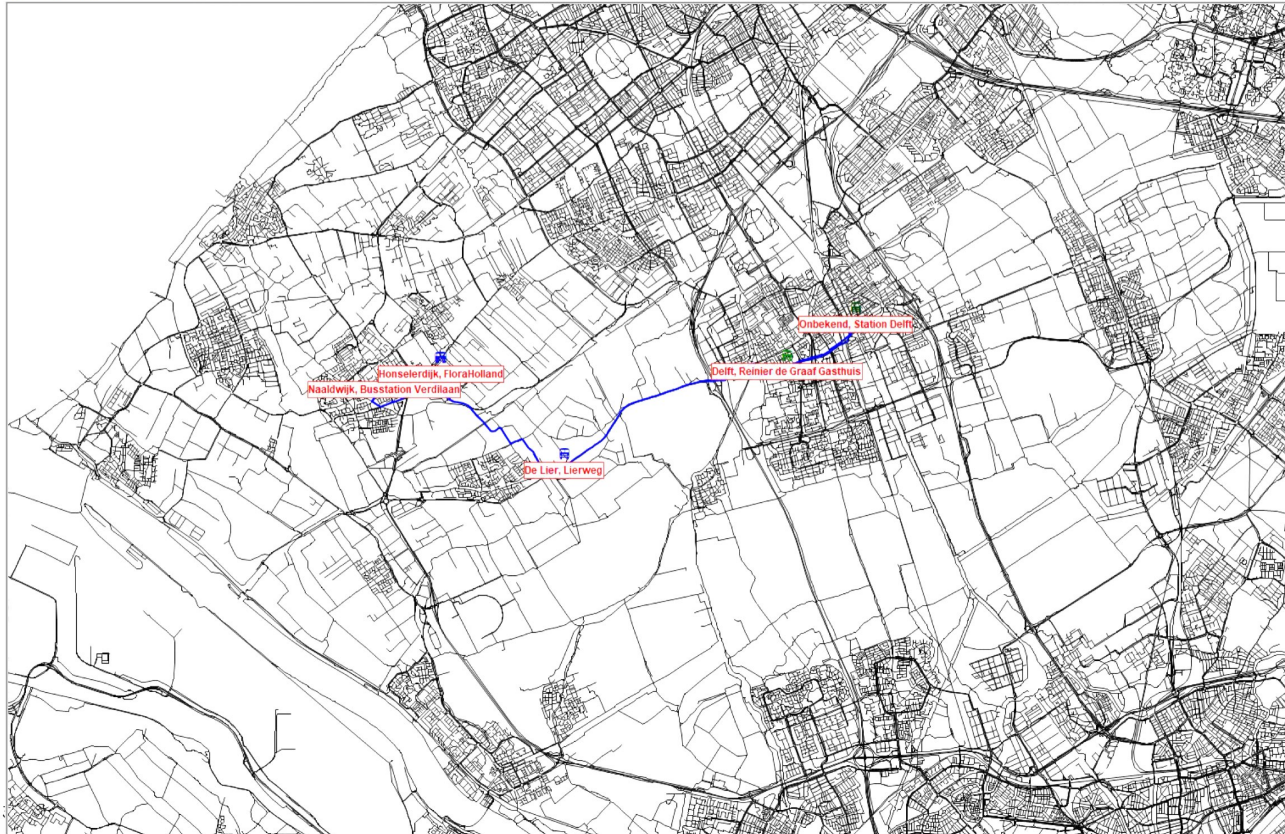 Onbekend, Station Delft
Delft, Reinier de Graaf Gasthuis
Honselerdijk, FloraHolland
Naaldwijk, Busstation Verdilaan
De Lier, Lierweg